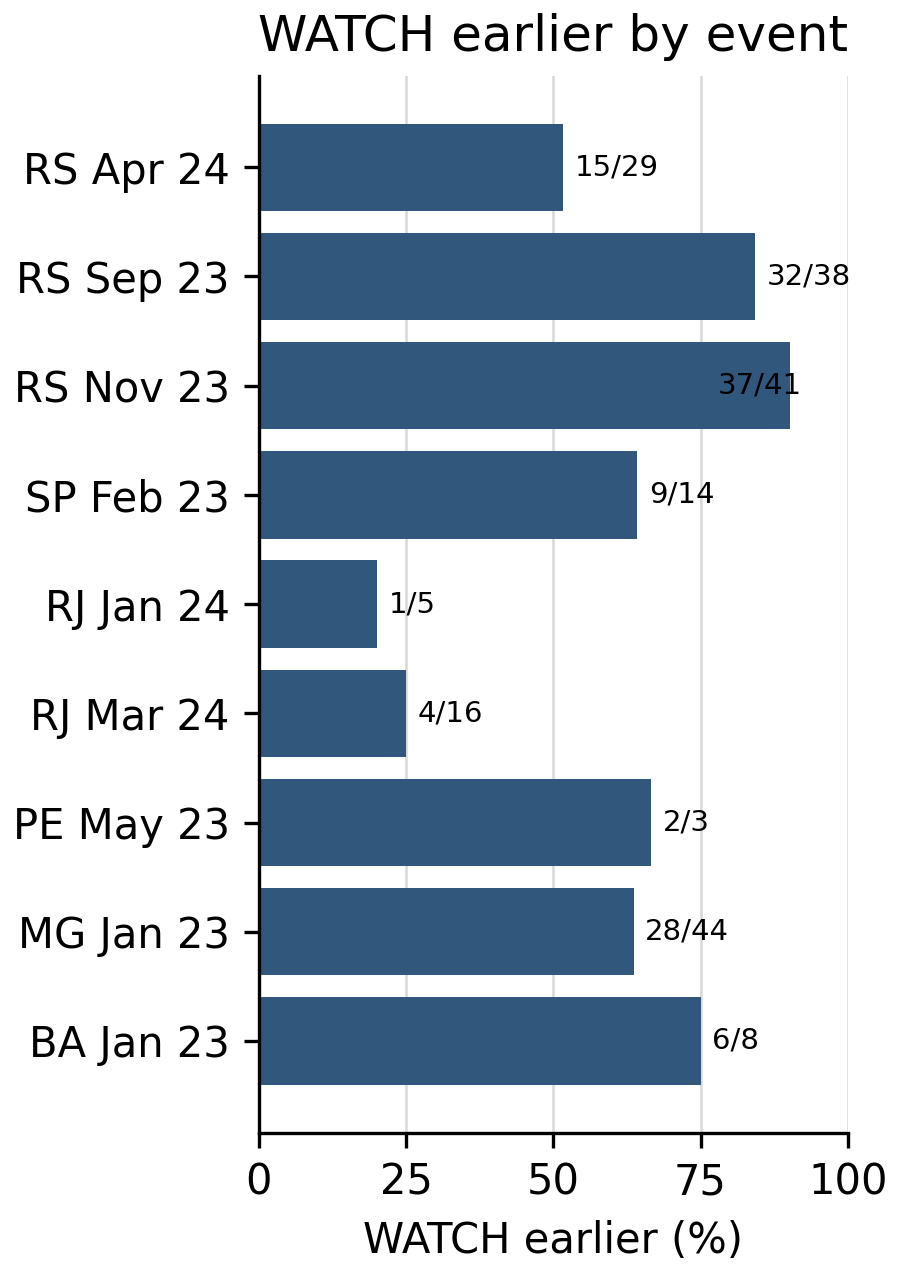 WATCH earlier by event
RS Apr 24 15/29
RS Sep 23 32/38
RS Nov 23 37/41
SP Feb 23 9/14
RJ Jan 24 1/5
RJ Mar 24 4/16
PE May 23 2/3
MG Jan 23 28/44
BA Jan 23 6/8
0 25 50 75 100
WATCH earlier (%)